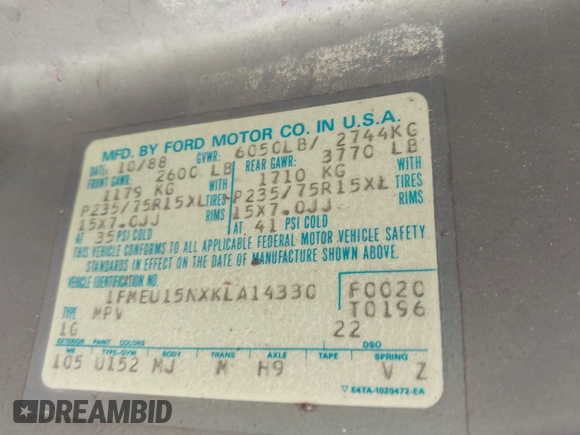 MFD. BY FORD MOTOR CO. IN U.S.A.
DATE: 10/88 GVWR: 6050LB/ 2744KG
FRONT GAWR: 2600 LB REAR GAWR: 3770 LB
1179 KG WITH 1710 KG WITH
P235/75R15XL TIRES P235/75R15XL TIRES
15X7.0JJ RIMS 15X7.0JJ RIMS
AT 35 PSI COLD AT 41 PSI COLD
THIS VEHICLE CONFORMS TO ALL APPLICABLE FEDERAL MOTOR VEHICLE SAFETY
STANDARDS IN EFFECT ON THE DATE OF MANUFACTURE SHOWN ABOVE.
VEHICLE IDENTIFICATION NO.
1FMEU15NXKLA14330 F0020
TYPE MPV T0196
1G 22
EXTERIOR PAINT COLORS DSO
WB TYPE-GVW BODY TRANS AXLE TAPE SPRING
105 U152 MJ M H9 V Z
▽ E4TA-1020472-EA
DREAMBID